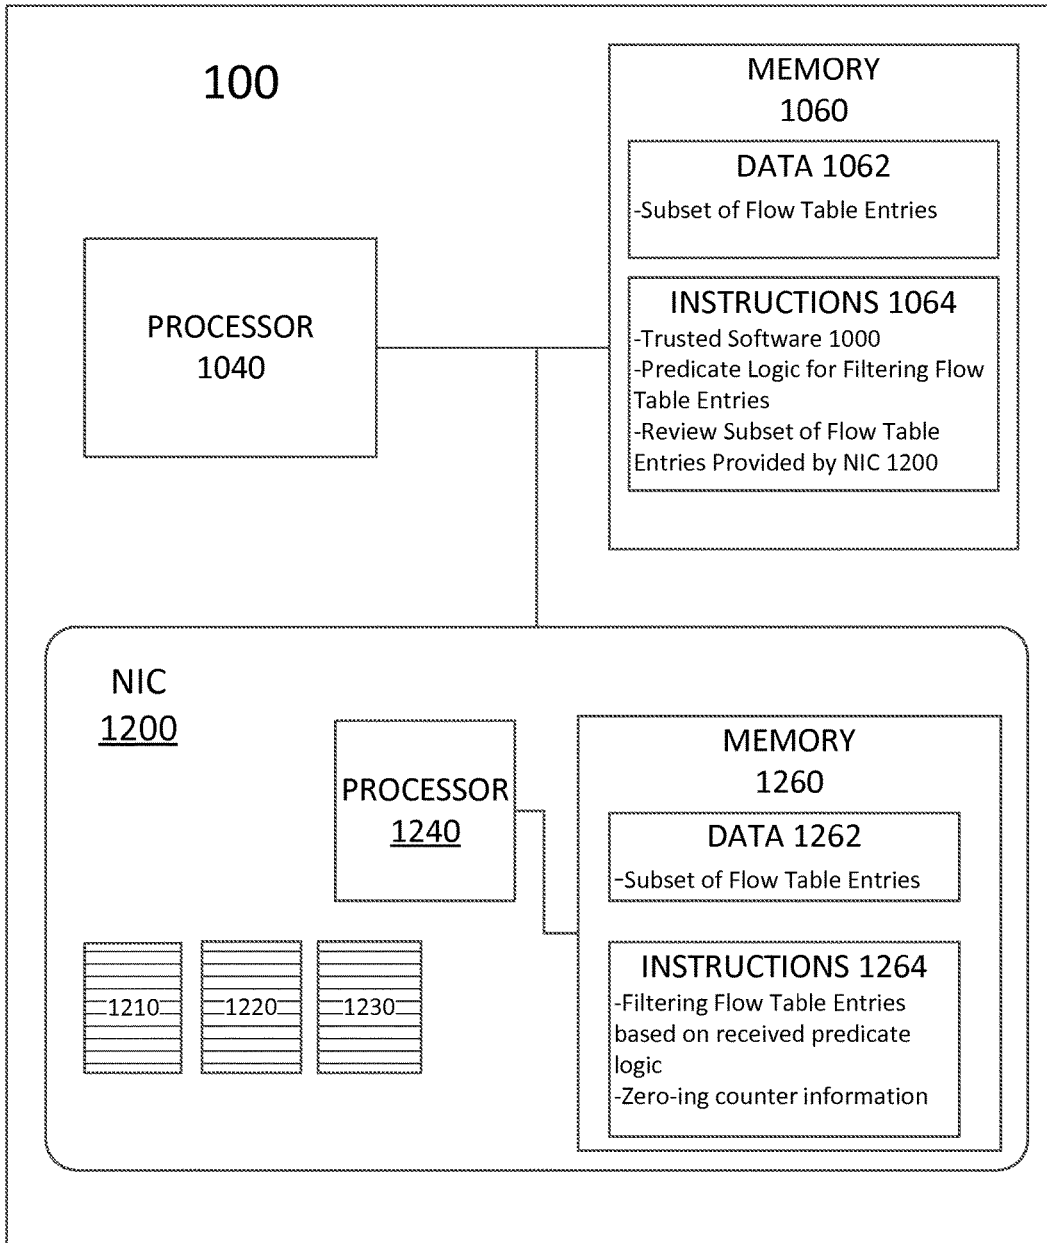 100
MEMORY
1060
DATA 1062
-Subset of Flow Table Entries
INSTRUCTIONS 1064
-Trusted Software 1000
-Predicate Logic for Filtering Flow
Table Entries
-Review Subset of Flow Table
Entries Provided by NIC 1200
PROCESSOR
1040
NIC
1200
PROCESSOR
1240
MEMORY
1260
DATA 1262
-Subset of Flow Table Entries
INSTRUCTIONS 1264
-Filtering Flow Table Entries
based on received predicate
logic
-Zero-ing counter information
1210
1220
1230